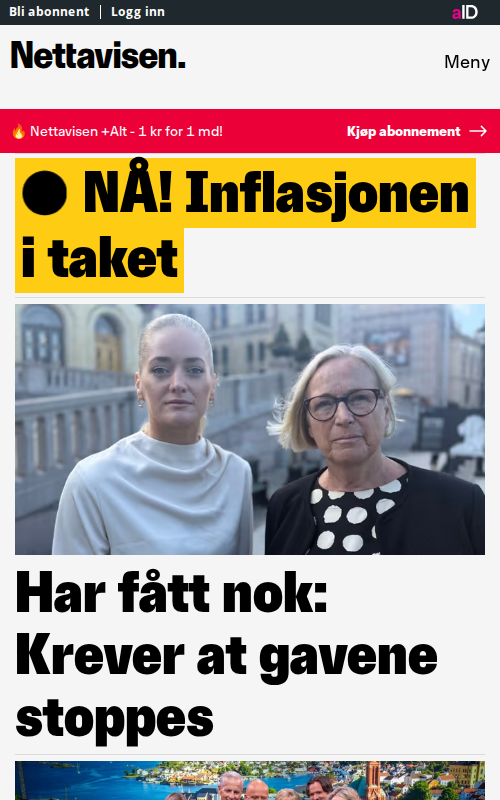 Bli abonnent | Logg inn
aID
Nettavisen.
Meny
🔥 Nettavisen +Alt - 1 kr for 1 md!
Kjøp abonnement →
● NÅ! Inflasjonen
i taket
Har fått nok:
Krever at gavene
stoppes